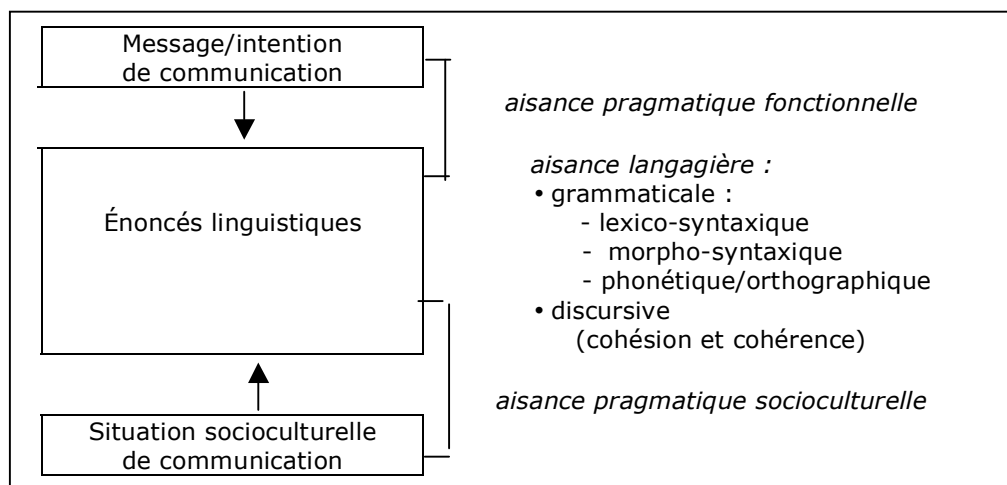 Message/intention
de communication
aisance pragmatique fonctionnelle
aisance langagière :
• grammaticale :
- lexico-syntaxique
Énoncés linguistiques
- morpho-syntaxique
- phonétique/orthographique
• discursive
(cohésion et cohérence)
aisance pragmatique socioculturelle
Situation socioculturelle
de communication